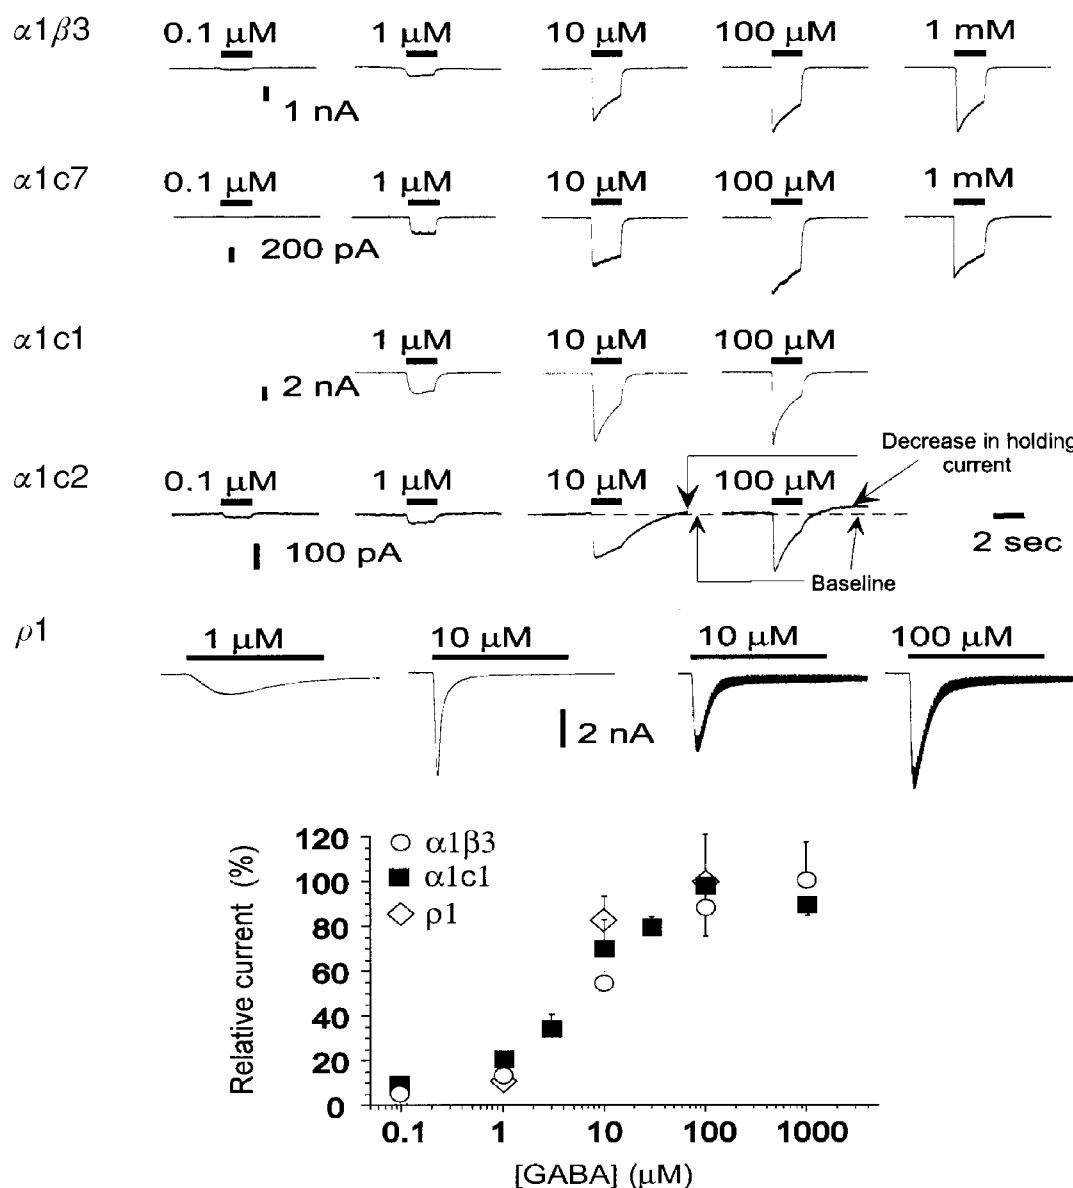 α1β3 0.1 μM 1 μM 10 μM 100 μM 1 mM
1 nA
α1c7 0.1 μM 1 μM 10 μM 100 μM 1 mM
200 pA
α1c1 1 μM 10 μM 100 μM
2 nA
Decrease in holding
current
α1c2 0.1 μM 1 μM 10 μM 100 μM
100 pA
2 sec
Baseline
ρ1 1 μM 10 μM 10 μM 100 μM
2 nA
120
100
80
60
40
20
0
Relative current (%)
α1β3
α1c1
ρ1
0.1 1 10 100 1000
[GABA] (μM)